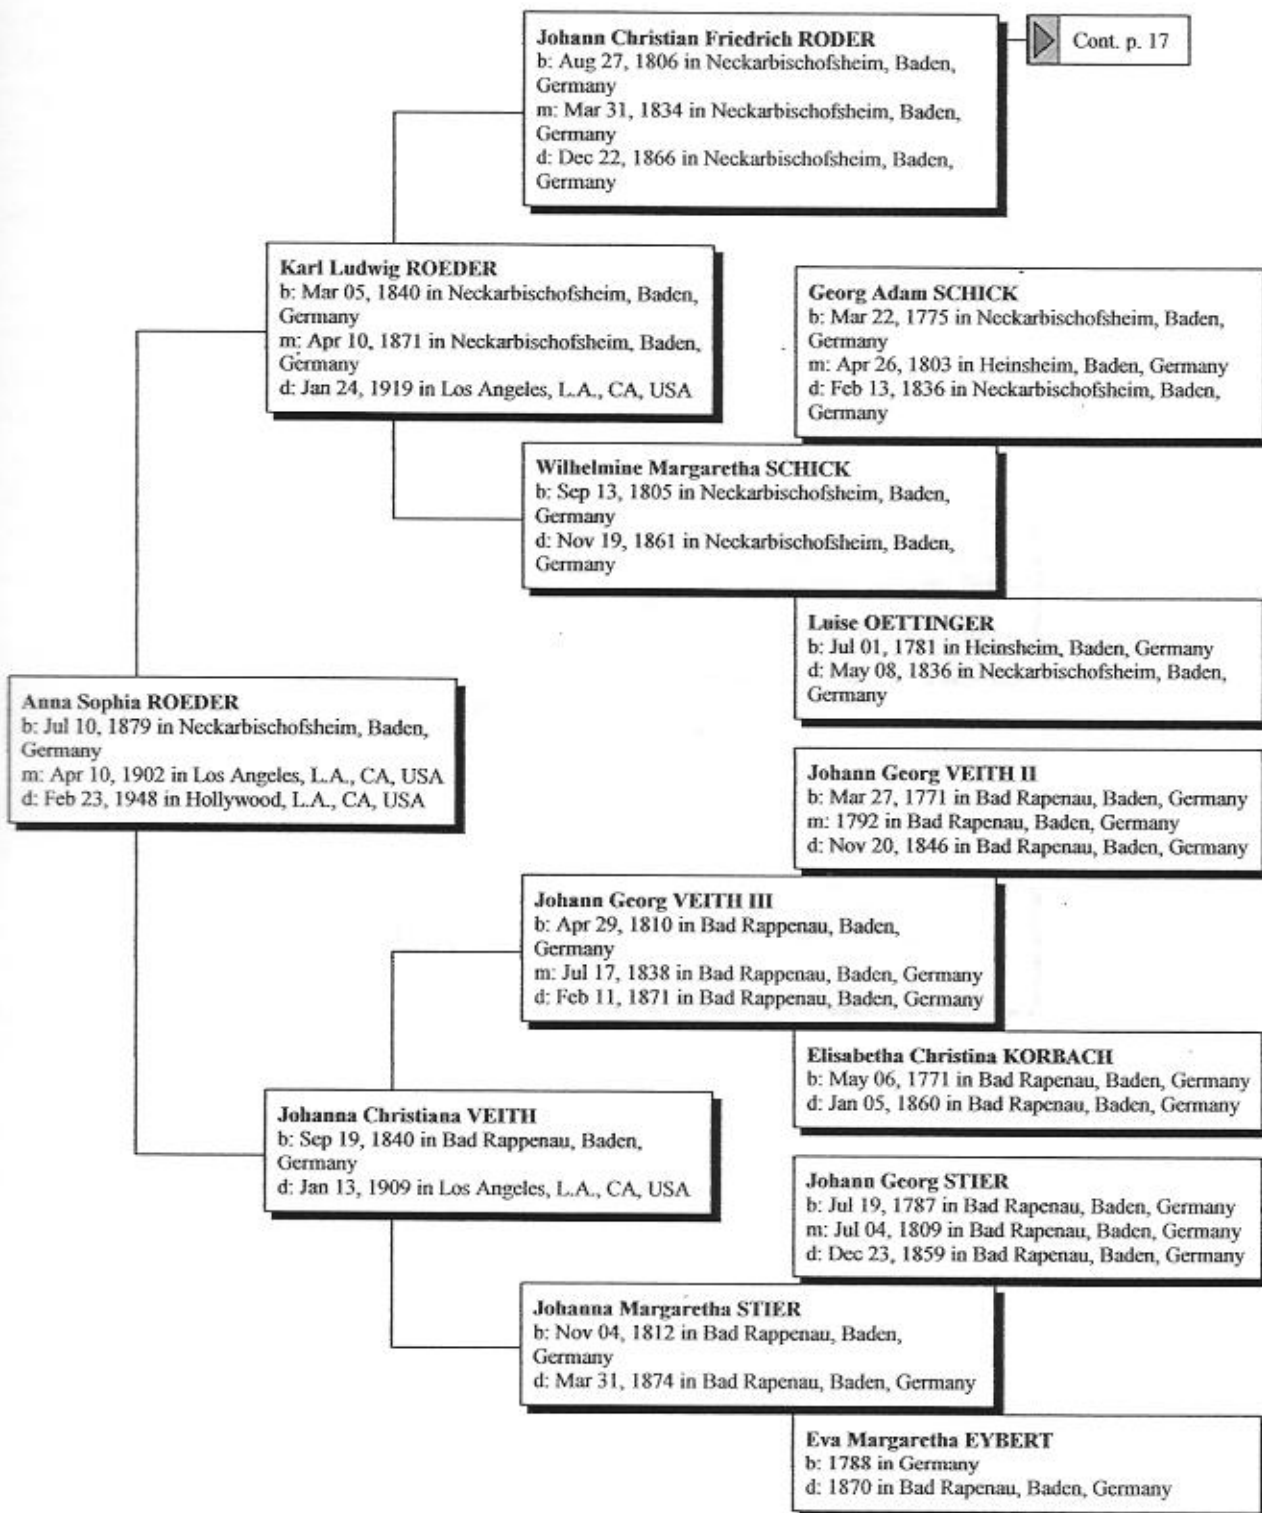 Johann Christian Friedrich RODER
b: Aug 27, 1806 in Neckarbischofsheim, Baden,
Germany
m: Mar 31, 1834 in Neckarbischofsheim, Baden,
Germany
d: Dec 22, 1866 in Neckarbischofsheim, Baden,
Germany
Cont. p. 17
Karl Ludwig ROEDER
b: Mar 05, 1840 in Neckarbischofsheim, Baden,
Germany
m: Apr 10, 1871 in Neckarbischofsheim, Baden,
Germany
d: Jan 24, 1919 in Los Angeles, L.A., CA, USA
Georg Adam SCHICK
b: Mar 22, 1775 in Neckarbischofsheim, Baden,
Germany
m: Apr 26, 1803 in Heinsheim, Baden, Germany
d: Feb 13, 1836 in Neckarbischofsheim, Baden,
Germany
Wilhelmine Margaretha SCHICK
b: Sep 13, 1805 in Neckarbischofsheim, Baden,
Germany
d: Nov 19, 1861 in Neckarbischofsheim, Baden,
Germany
Luise OETTINGER
b: Jul 01, 1781 in Heinsheim, Baden, Germany
d: May 08, 1836 in Neckarbischofsheim, Baden,
Germany
Anna Sophia ROEDER
b: Jul 10, 1879 in Neckarbischofsheim, Baden,
Germany
m: Apr 10, 1902 in Los Angeles, L.A., CA, USA
d: Feb 23, 1948 in Hollywood, L.A., CA, USA
Johann Georg VEITH II
b: Mar 27, 1771 in Bad Rapenau, Baden, Germany
m: 1792 in Bad Rapenau, Baden, Germany
d: Nov 20, 1846 in Bad Rapenau, Baden, Germany
Johann Georg VEITH III
b: Apr 29, 1810 in Bad Rappenau, Baden,
Germany
m: Jul 17, 1838 in Bad Rappenau, Baden, Germany
d: Feb 11, 1871 in Bad Rappenau, Baden, Germany
Elisabetha Christina KORBACH
b: May 06, 1771 in Bad Rapenau, Baden, Germany
d: Jan 05, 1860 in Bad Rapenau, Baden, Germany
Johanna Christiana VEITH
b: Sep 19, 1840 in Bad Rappenau, Baden,
Germany
d: Jan 13, 1909 in Los Angeles, L.A., CA, USA
Johann Georg STIER
b: Jul 19, 1787 in Bad Rapenau, Baden, Germany
m: Jul 04, 1809 in Bad Rapenau, Baden, Germany
d: Dec 23, 1859 in Bad Rapenau, Baden, Germany
Johanna Margaretha STIER
b: Nov 04, 1812 in Bad Rappenau, Baden,
Germany
d: Mar 31, 1874 in Bad Rapenau, Baden, Germany
Eva Margaretha EYBERT
b: 1788 in Germany
d: 1870 in Bad Rapenau, Baden, Germany